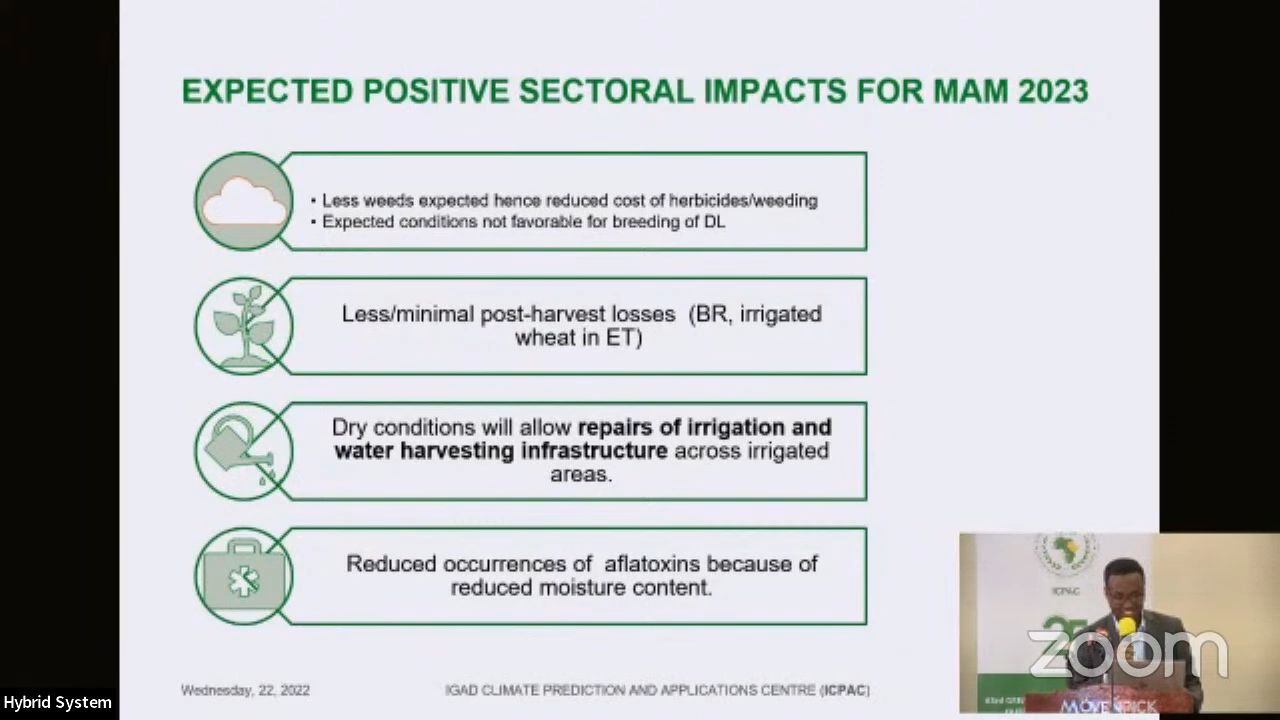 EXPECTED POSITIVE SECTORAL IMPACTS FOR MAM 2023
• Less weeds expected hence reduced cost of herbicides/weeding
• Expected conditions not favorable for breeding of DL
Less/minimal post-harvest losses (BR, irrigated
wheat in ET)
Dry conditions will allow repairs of irrigation and
water harvesting infrastructure across irrigated
areas.
Reduced occurrences of aflatoxins because of
reduced moisture content.
Wednesday, 22, 2022
IGAD CLIMATE PREDICTION AND APPLICATIONS CENTRE (ICPAC)
Hybrid System
ICPAC
zoom
MÖVENPICK